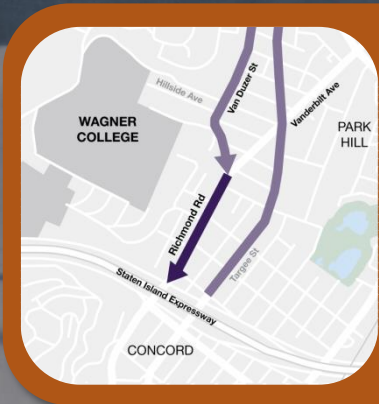 Hillside Ave
Van Duzer St
Vanderbilt Ave
WAGNER
COLLEGE
PARK
HILL
Richmond Rd
Targee St
Staten Island Expressway
CONCORD